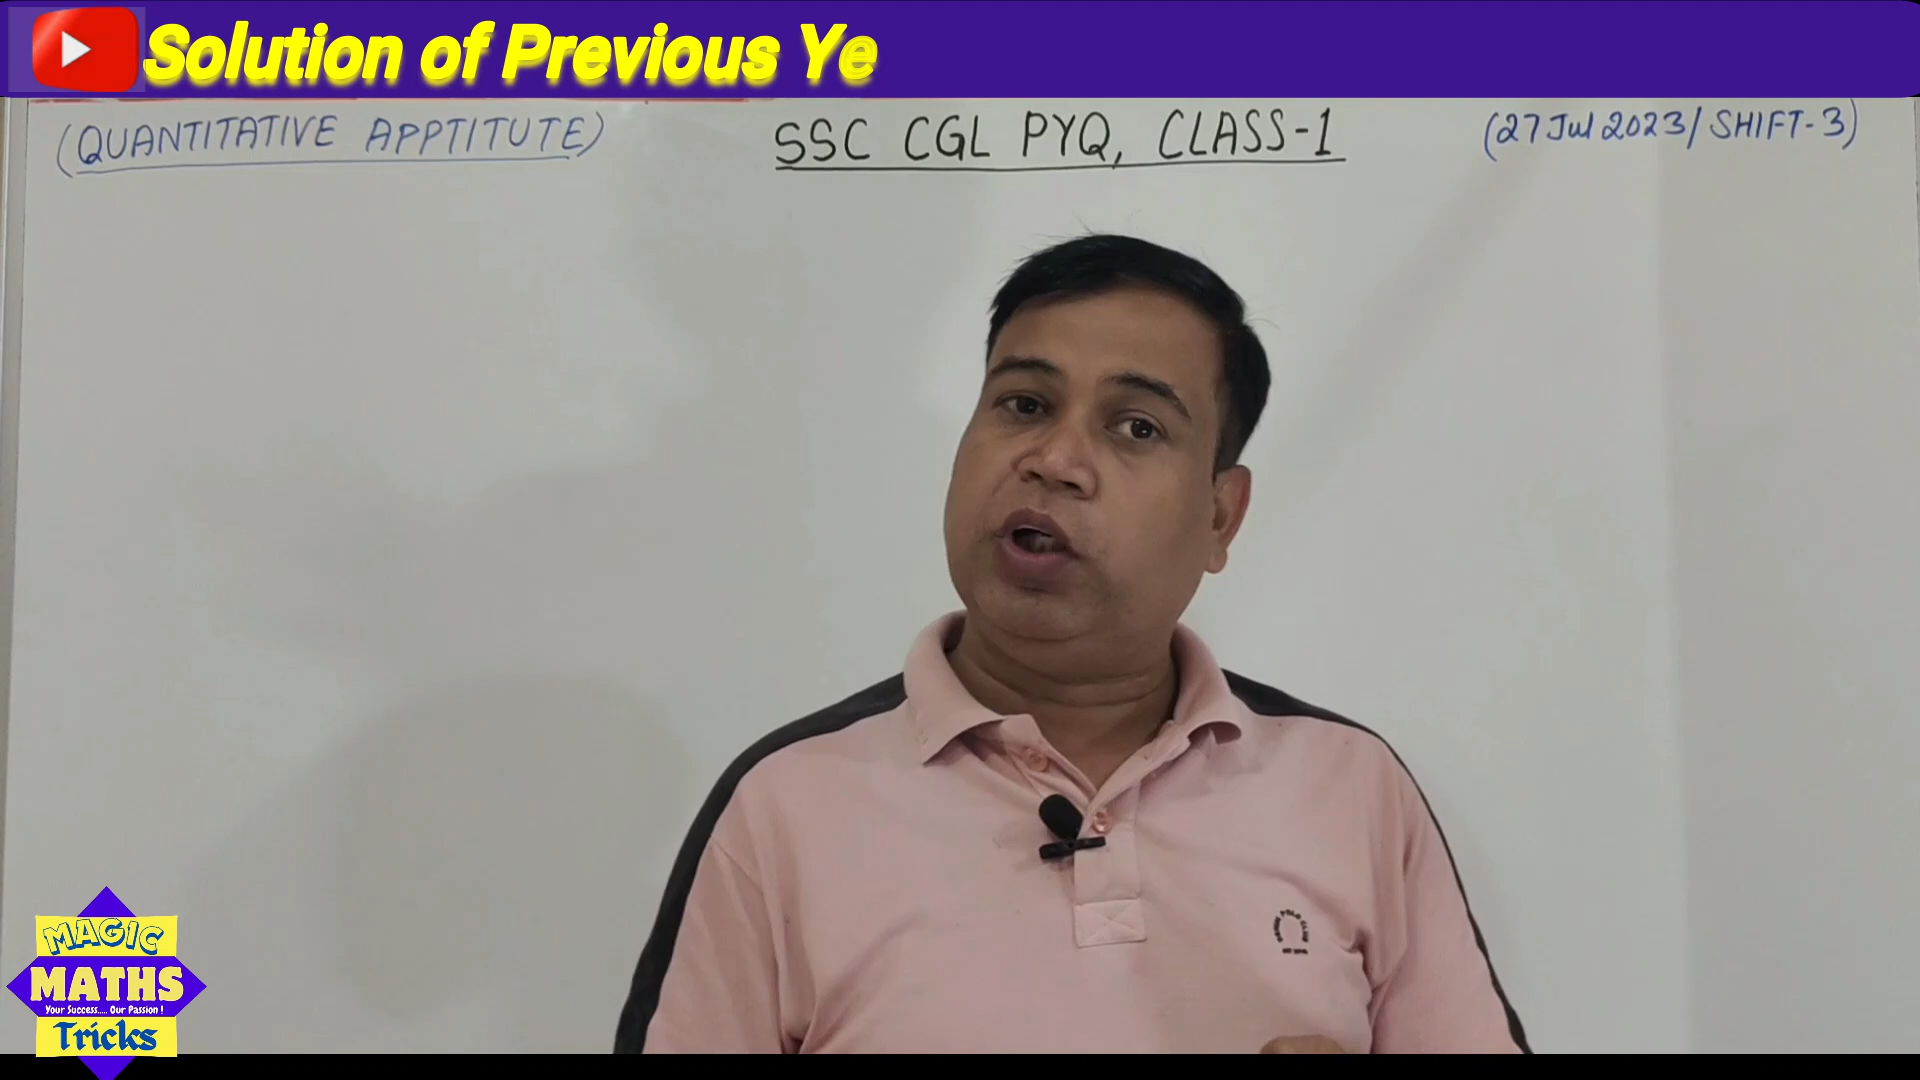 Solution of Previous Ye
(QUANTITATIVE APPTITUTE)
SSC CGL PYQ, CLASS-1
(27 Jul 2023/ SHIFT-3)
MAGIC
MATHS
Your Success..... Our Passion !
Tricks